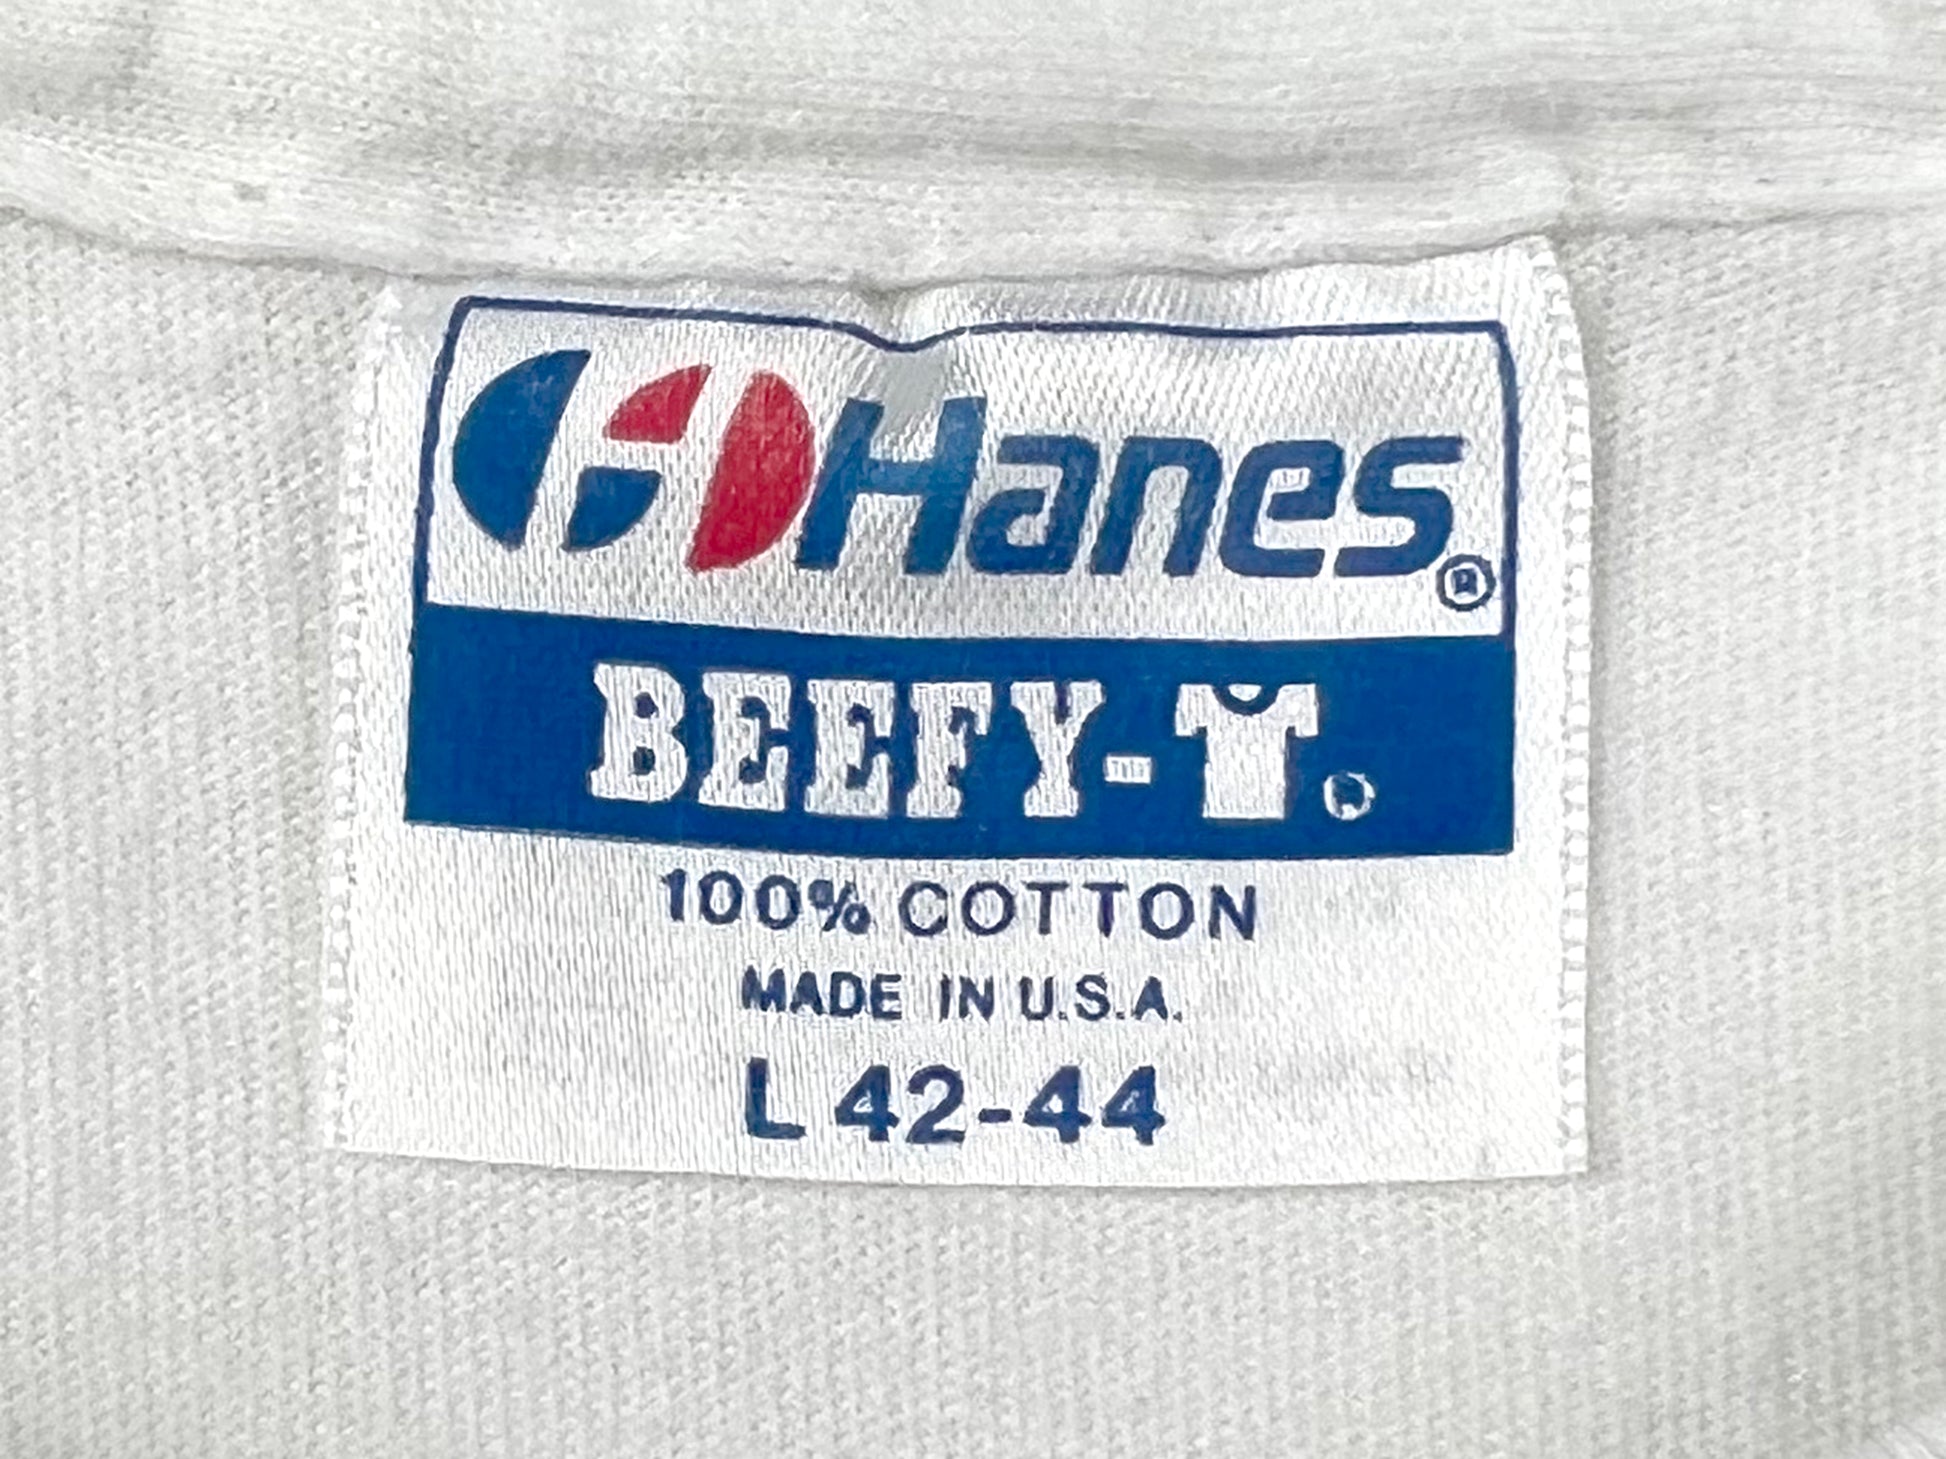 Hanes®
BEEFY-T®
100% COTTON
MADE IN U.S.A.
L 42-44